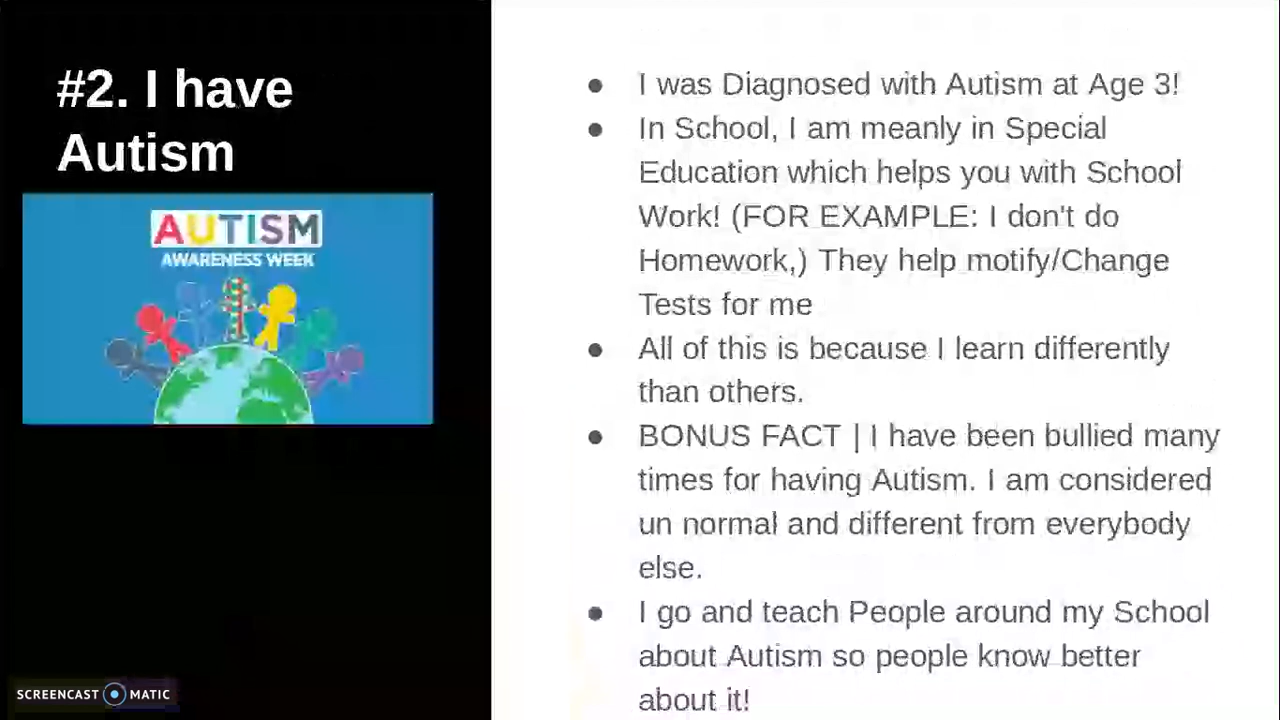 #2. I have
Autism
AUTISM
AWARENESS WEEK
● I was Diagnosed with Autism at Age 3!
● In School, I am meanly in Special
Education which helps you with School
Work! (FOR EXAMPLE: I don't do
Homework,) They help motify/Change
Tests for me
● All of this is because I learn differently
than others.
● BONUS FACT | I have been bullied many
times for having Autism. I am considered
un normal and different from everybody
else.
● I go and teach People around my School
about Autism so people know better
about it!
SCREENCAST MATIC